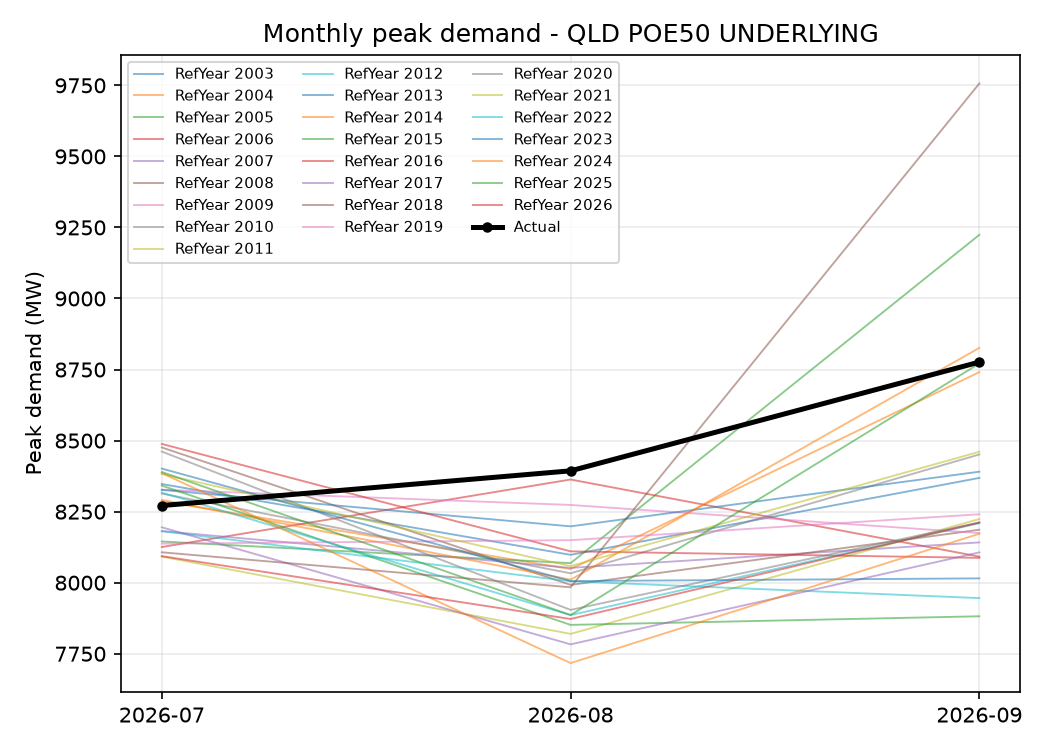 Monthly peak demand - QLD POE50 UNDERLYING
Peak demand (MW)
9750
9500
9250
9000
8750
8500
8250
8000
7750
RefYear 2003
RefYear 2004
RefYear 2005
RefYear 2006
RefYear 2007
RefYear 2008
RefYear 2009
RefYear 2010
RefYear 2011
RefYear 2012
RefYear 2013
RefYear 2014
RefYear 2015
RefYear 2016
RefYear 2017
RefYear 2018
RefYear 2019
RefYear 2020
RefYear 2021
RefYear 2022
RefYear 2023
RefYear 2024
RefYear 2025
RefYear 2026
Actual
2026-07
2026-08
2026-09